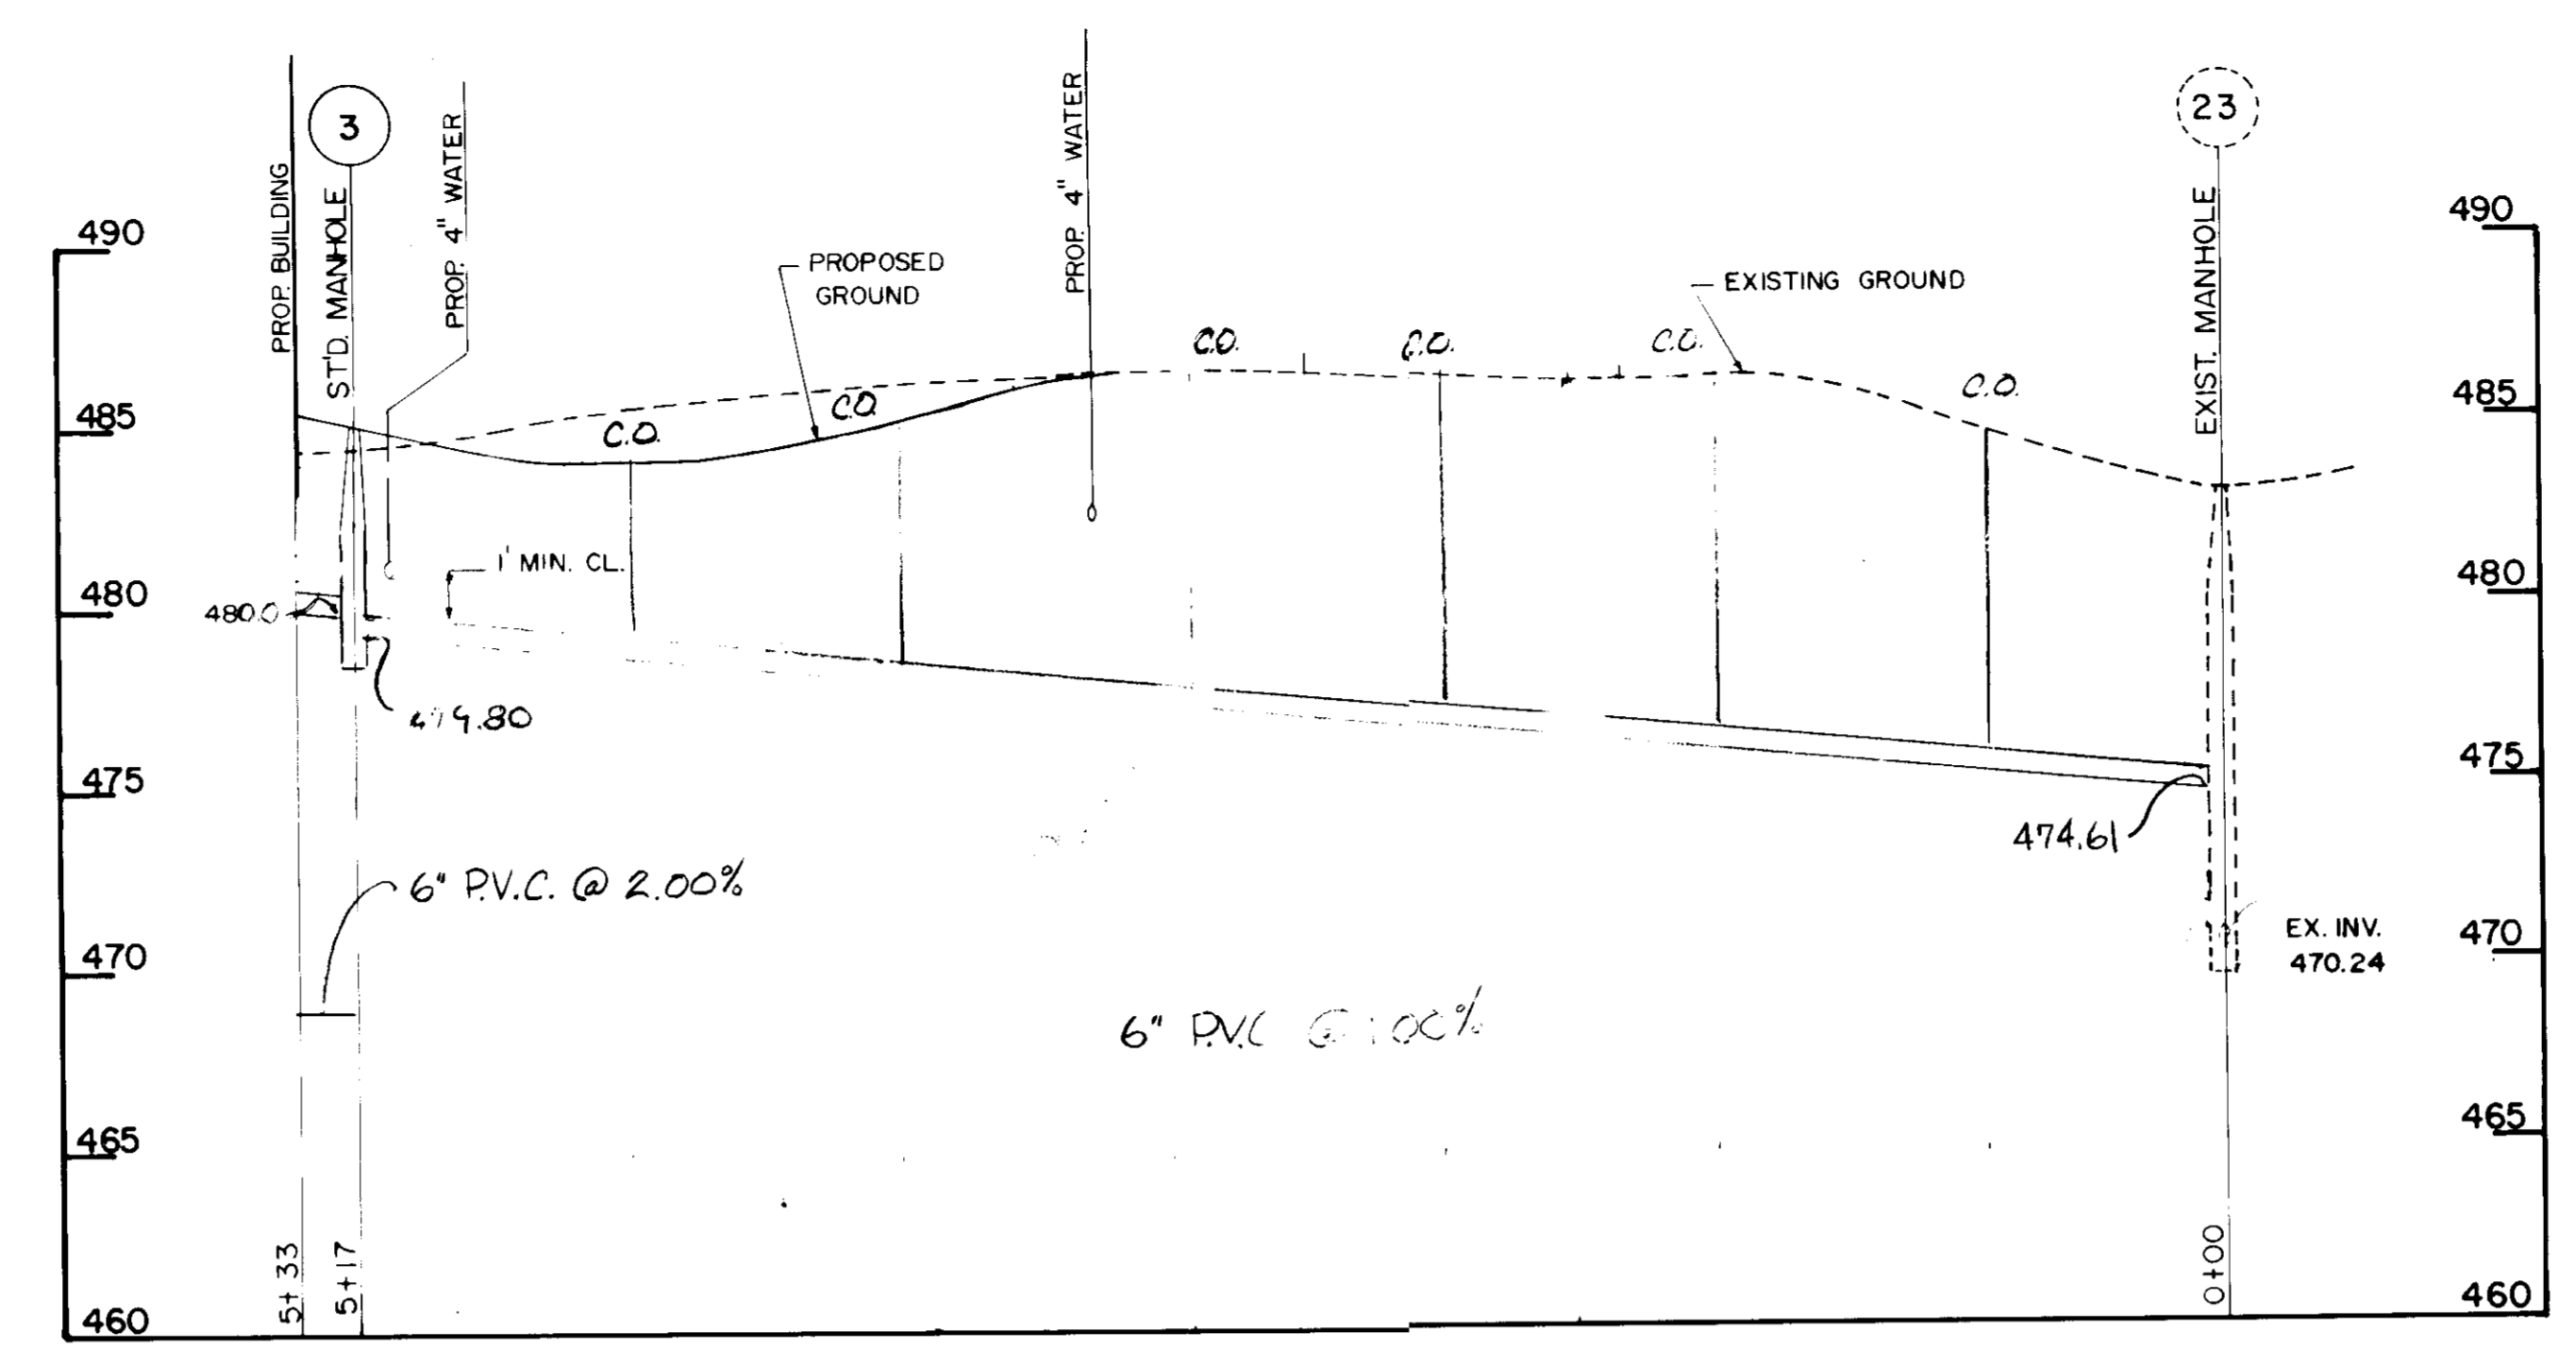 PROP. BUILDING
3
ST'D. MANHOLE
PROP. 4" WATER
PROP. 4" WATER
23
EXIST. MANHOLE
490
490
PROPOSED
GROUND
EXISTING GROUND
C.O.
C.O.
C.O.
C.O.
C.O.
C.O.
485
485
1' MIN. CL.
480
480.0
480
475
474.61
475
6" P.V.C. @ 2.00%
470
EX. INV.
470.24
470
6" P.V.C @ 00%
465
465
5+33
5+17
0+00
460
460